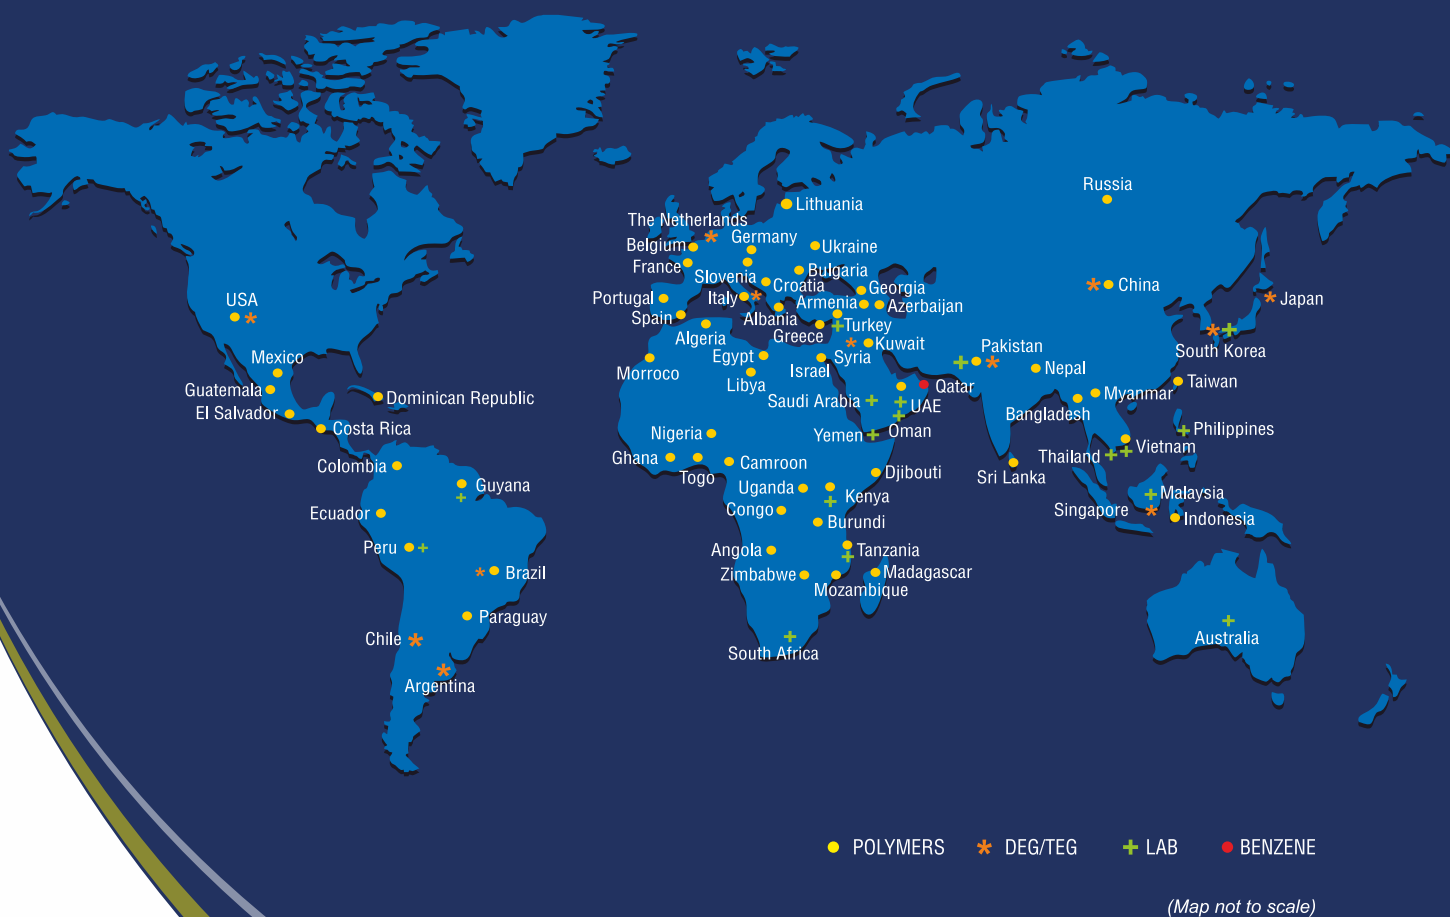 Russia
Lithuania
The Netherlands
Germany
Belgium
Ukraine
France
Slovenia
Bulgaria
Croatia
Georgia
China
Portugal
Italy
Armenia
Azerbaijan
Japan
USA
Spain
Albania
Greece
Turkey
Algeria
Kuwait
Pakistan
South Korea
Mexico
Morroco
Egypt
Israel
Syria
Nepal
Libya
Guatemala
Dominican Republic
Qatar
Taiwan
El Salvador
Saudi Arabia
UAE
Myanmar
Bangladesh
Costa Rica
Nigeria
Yemen
Oman
Philippines
Colombia
Ghana
Togo
Camroon
Djibouti
Sri Lanka
Thailand
Vietnam
Guyana
Uganda
Kenya
Malaysia
Ecuador
Congo
Burundi
Singapore
Indonesia
Peru
Angola
Tanzania
Brazil
Zimbabwe
Madagascar
Mozambique
Paraguay
Chile
South Africa
Australia
Argentina
POLYMERS DEG/TEG LAB BENZENE
(Map not to scale)